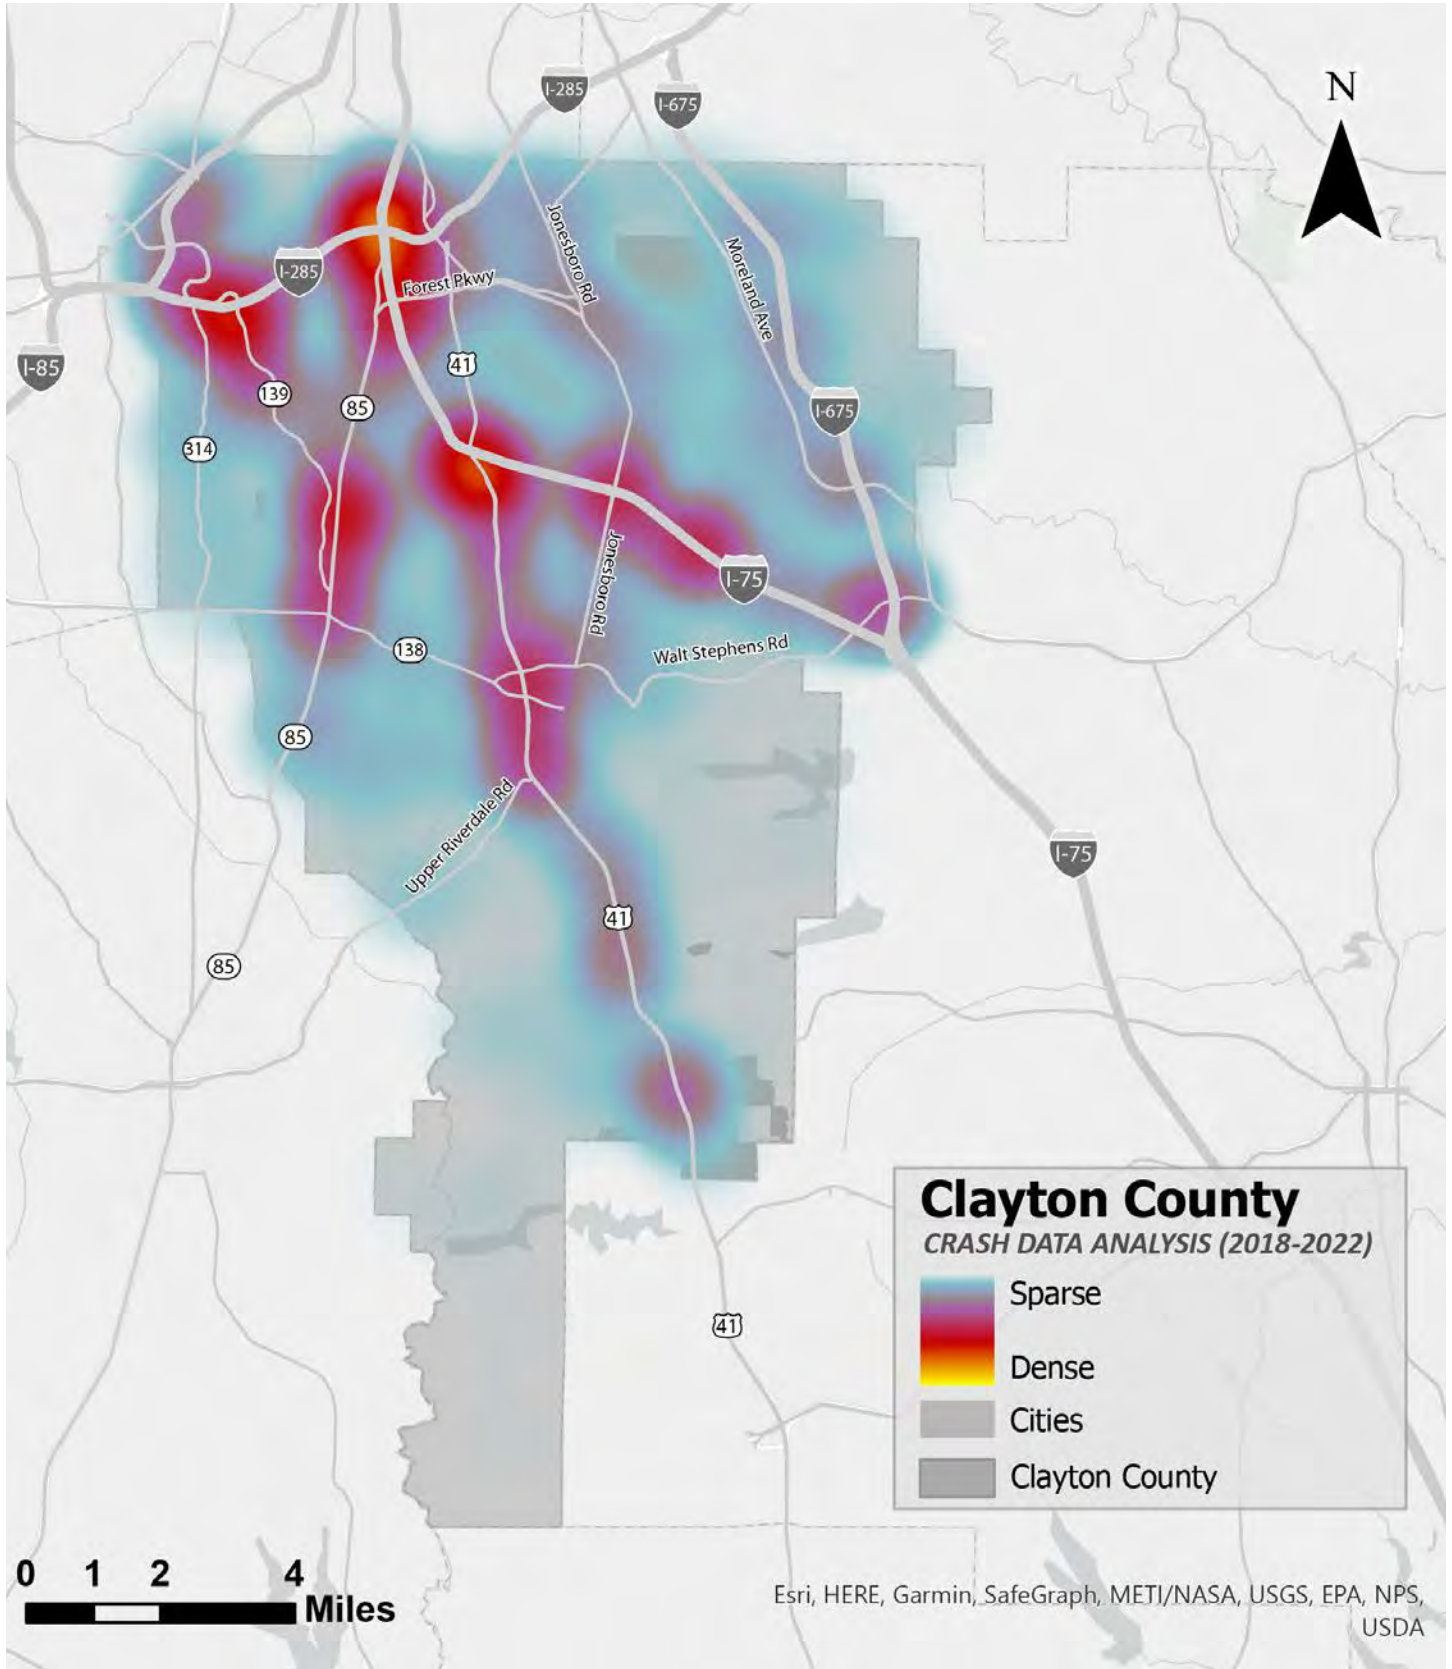 I-285
I-675
N
Jonesboro Rd
Moreland Ave
I-285
Forest Pkwy
I-85
41
139
85
I-675
314
Jonesboro Rd
I-75
138
Walt Stephens Rd
85
Upper Riverdale Rd
I-75
41
85
Clayton County
CRASH DATA ANALYSIS (2018-2022)
Sparse
Dense
Cities
Clayton County
41
0 1 2 4
Miles
Esri, HERE, Garmin, SafeGraph, METI/NASA, USGS, EPA, NPS,
USDA